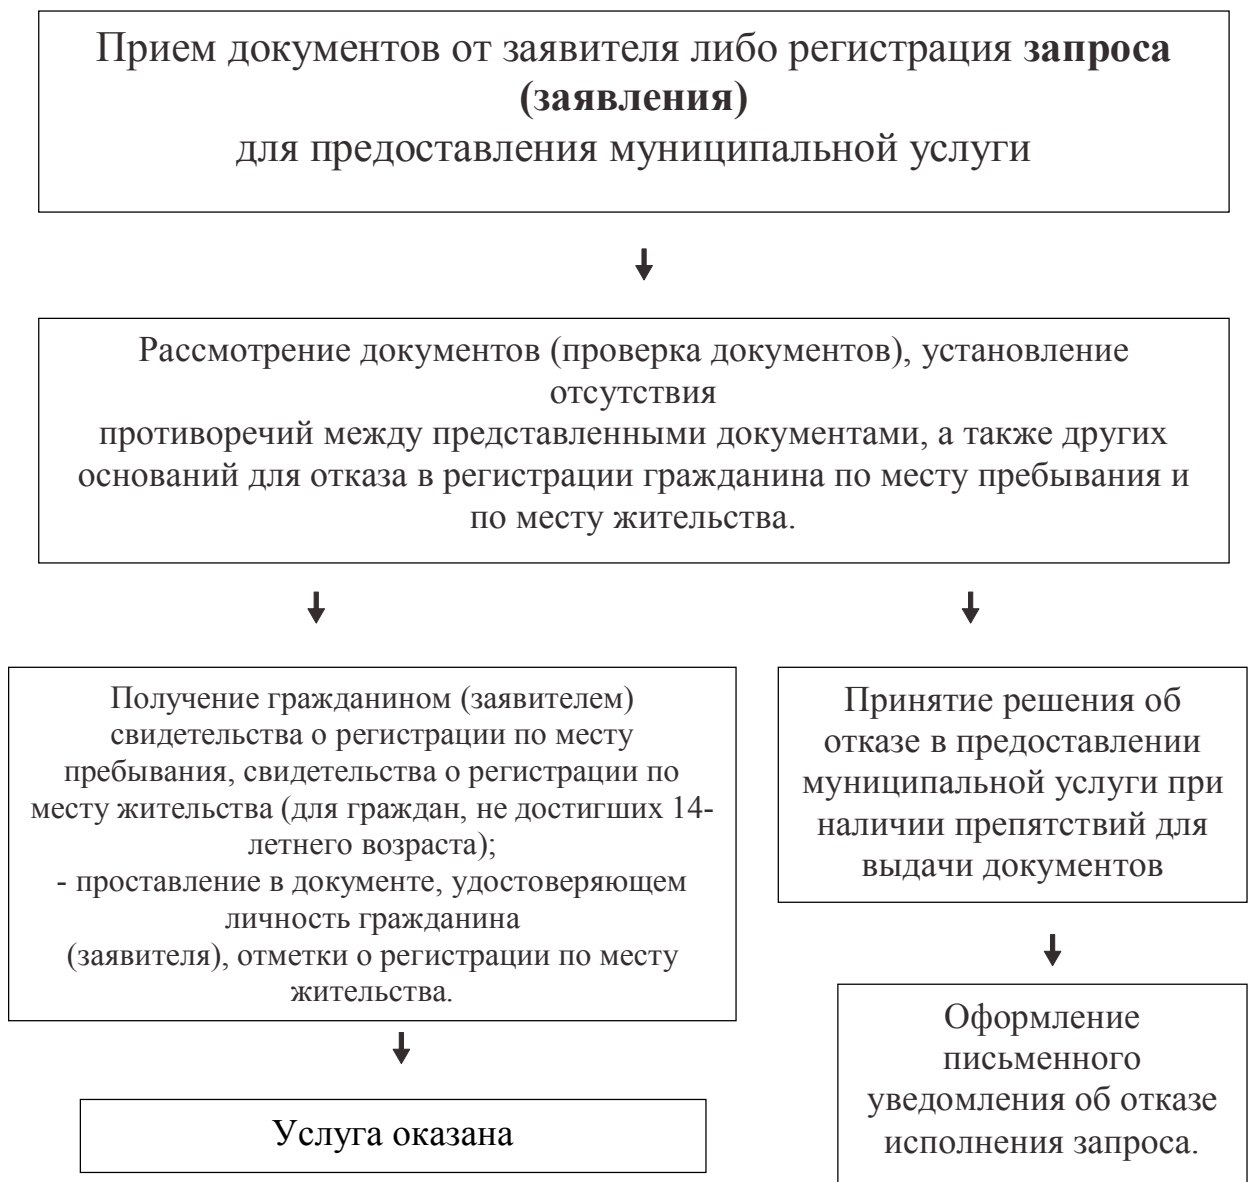 Прием документов от заявителя либо регистрация запроса
(заявления)
для предоставления муниципальной услуги
Рассмотрение документов (проверка документов), установление
отсутствия
противоречий между представленными документами, а также других
оснований для отказа в регистрации гражданина по месту пребывания и
по месту жительства.
Получение гражданином (заявителем)
свидетельства о регистрации по месту
пребывания, свидетельства о регистрации по
месту жительства (для граждан, не достигших 14-
летнего возраста);
- проставление в документе, удостоверяющем
личность гражданина
(заявителя), отметки о регистрации по месту
жительства.
Услуга оказана
Принятие решения об
отказе в предоставлении
муниципальной услуги при
наличии препятствий для
выдачи документов
Оформление
письменного
уведомления об отказе
исполнения запроса.